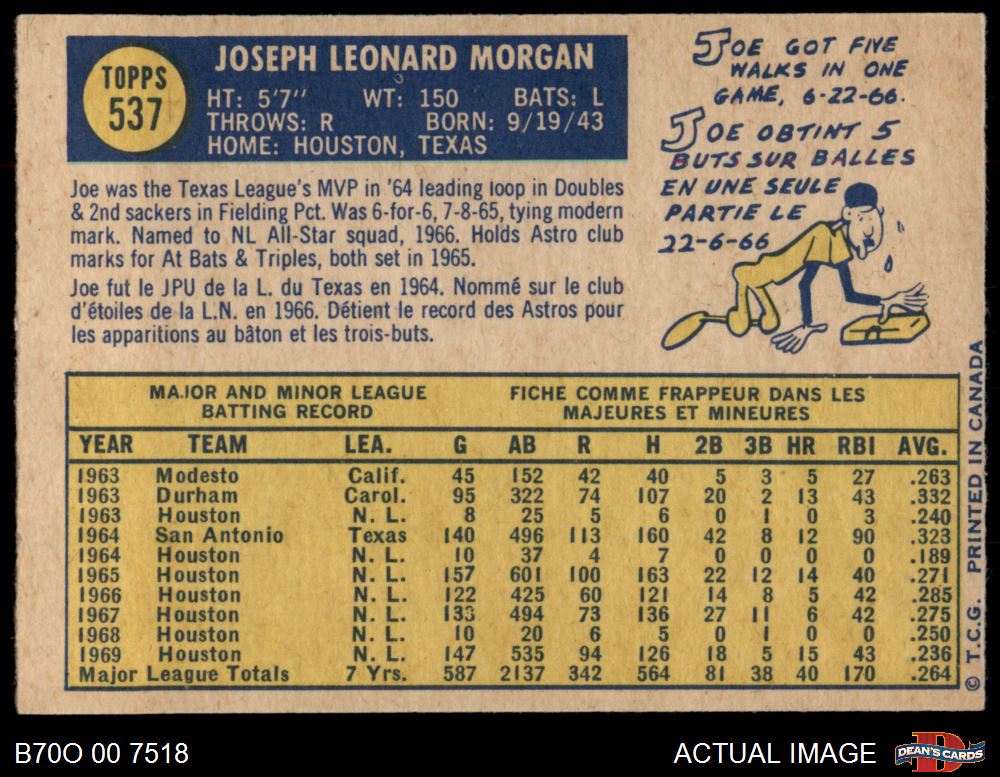 TOPPS
537
JOSEPH LEONARD MORGAN
HT: 5'7" WT: 150 BATS: L
THROWS: R BORN: 9/19/43
HOME: HOUSTON, TEXAS
JOE GOT FIVE
WALKS IN ONE
GAME, 6-22-66.
JOE OBTINT 5
BUTS SUR BALLES
EN UNE SEULE
PARTIE LE
22-6-66
Joe was the Texas League's MVP in '64 leading loop in Doubles
& 2nd sackers in Fielding Pct. Was 6-for-6, 7-8-65, tying modern
mark. Named to NL All-Star squad, 1966. Holds Astro club
marks for At Bats & Triples, both set in 1965.
Joe fut le JPU de la L. du Texas en 1964. Nommé sur le club
d'étoiles de la L.N. en 1966. Détient le record des Astros pour
les apparitions au bâton et les trois-buts.
MAJOR AND MINOR LEAGUE
BATTING RECORD
FICHE COMME FRAPPEUR DANS LES
MAJEURES ET MINEURES
YEAR TEAM LEA. G AB R H 2B 3B HR RBI AVG.
1963 Modesto Calif. 45 152 42 40 5 3 5 27 .263
1963 Durham Carol. 95 322 74 107 20 2 13 43 .332
1963 Houston N. L. 8 25 5 6 0 1 0 3 .240
1964 San Antonio Texas 140 496 113 160 42 8 12 90 .323
1964 Houston N. L. 10 37 4 7 0 0 0 0 .189
1965 Houston N. L. 157 601 100 163 22 12 14 40 .271
1966 Houston N. L. 122 425 60 121 14 8 5 42 .285
1967 Houston N. L. 133 494 73 136 27 11 6 42 .275
1968 Houston N. L. 10 20 6 5 0 1 0 0 .250
1969 Houston N. L. 147 535 94 126 18 5 15 43 .236
Major League Totals 7 Yrs. 587 2137 342 564 81 38 40 170 .264
© T.C.G. PRINTED IN CANADA
B70O 00 7518
ACTUAL IMAGE
DEAN'S CARDS